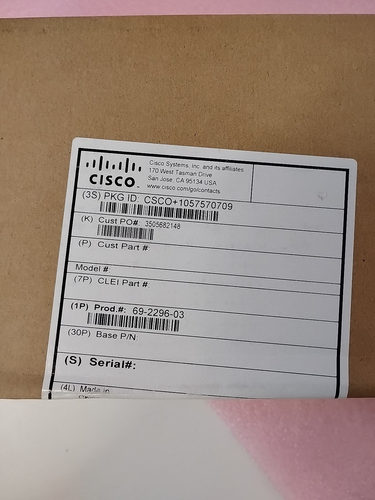 CISCO
Cisco Systems, Inc. and its affiliates
170 West Tasman Drive
San Jose, CA 95134 USA
www.cisco.com/go/contacts
(3S) PKG ID: CSCO+1057570709
(K) Cust PO#: 3505682148
(P) Cust Part #:
Model #:
(7P) CLEI Part #:
(1P) Prod.#: 69-2296-03
(30P) Base P/N:
(S) Serial#:
(4L) Made in